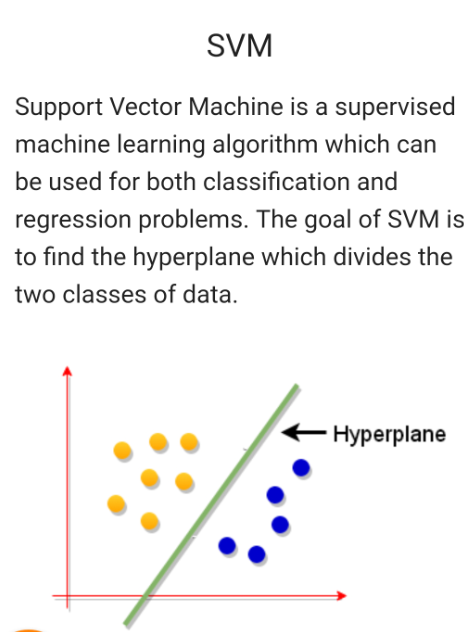 SVM
Support Vector Machine is a supervised
machine learning algorithm which can
be used for both classification and
regression problems. The goal of SVM is
to find the hyperplane which divides the
two classes of data.
Hyperplane